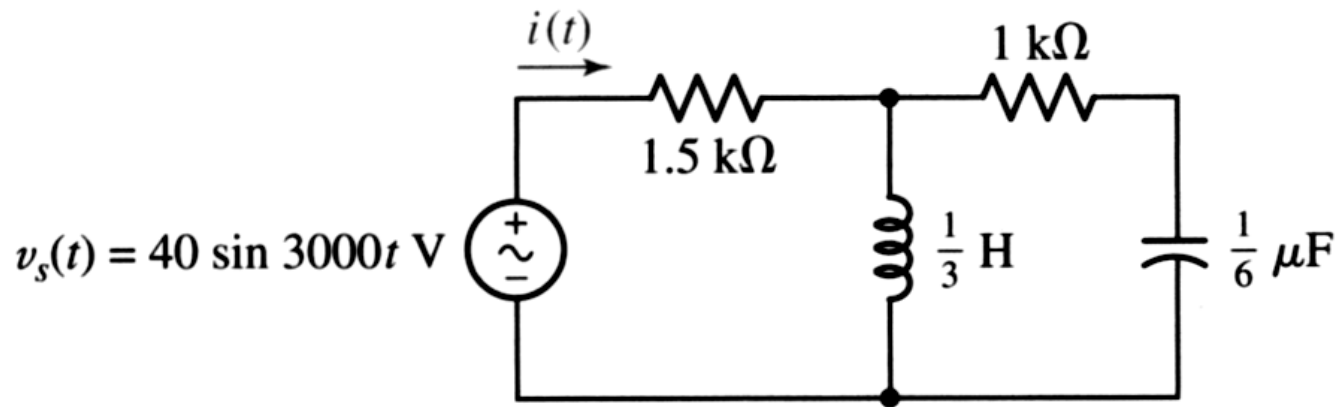 i(t)
1 kΩ
1.5 kΩ
v_s(t) = 40 sin 3000t V
+
~
−
1/3 H
1/6 μF